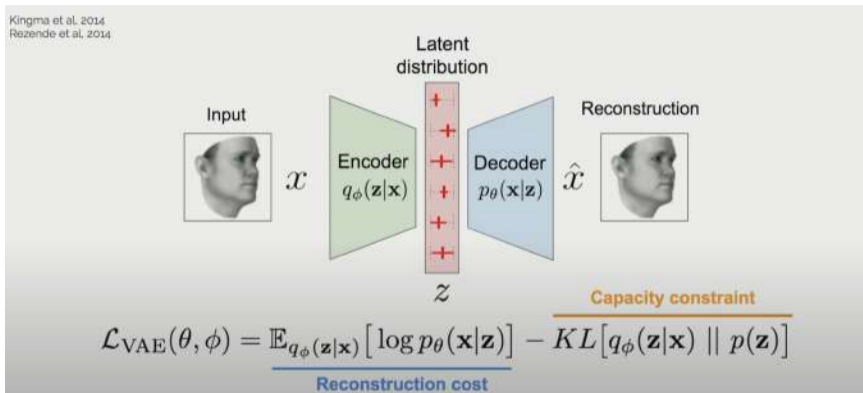 Kingma et al. 2014
Rezende et al. 2014
Latent
distribution
Input
Reconstruction
x
Encoder
qϕ(z|x)
Decoder
pθ(x|z)
x̂
z
Capacity constraint
ℒVAE(θ, ϕ) = 𝔼qϕ(z|x)[log pθ(x|z)] − KL[qϕ(z|x) || p(z)]
Reconstruction cost